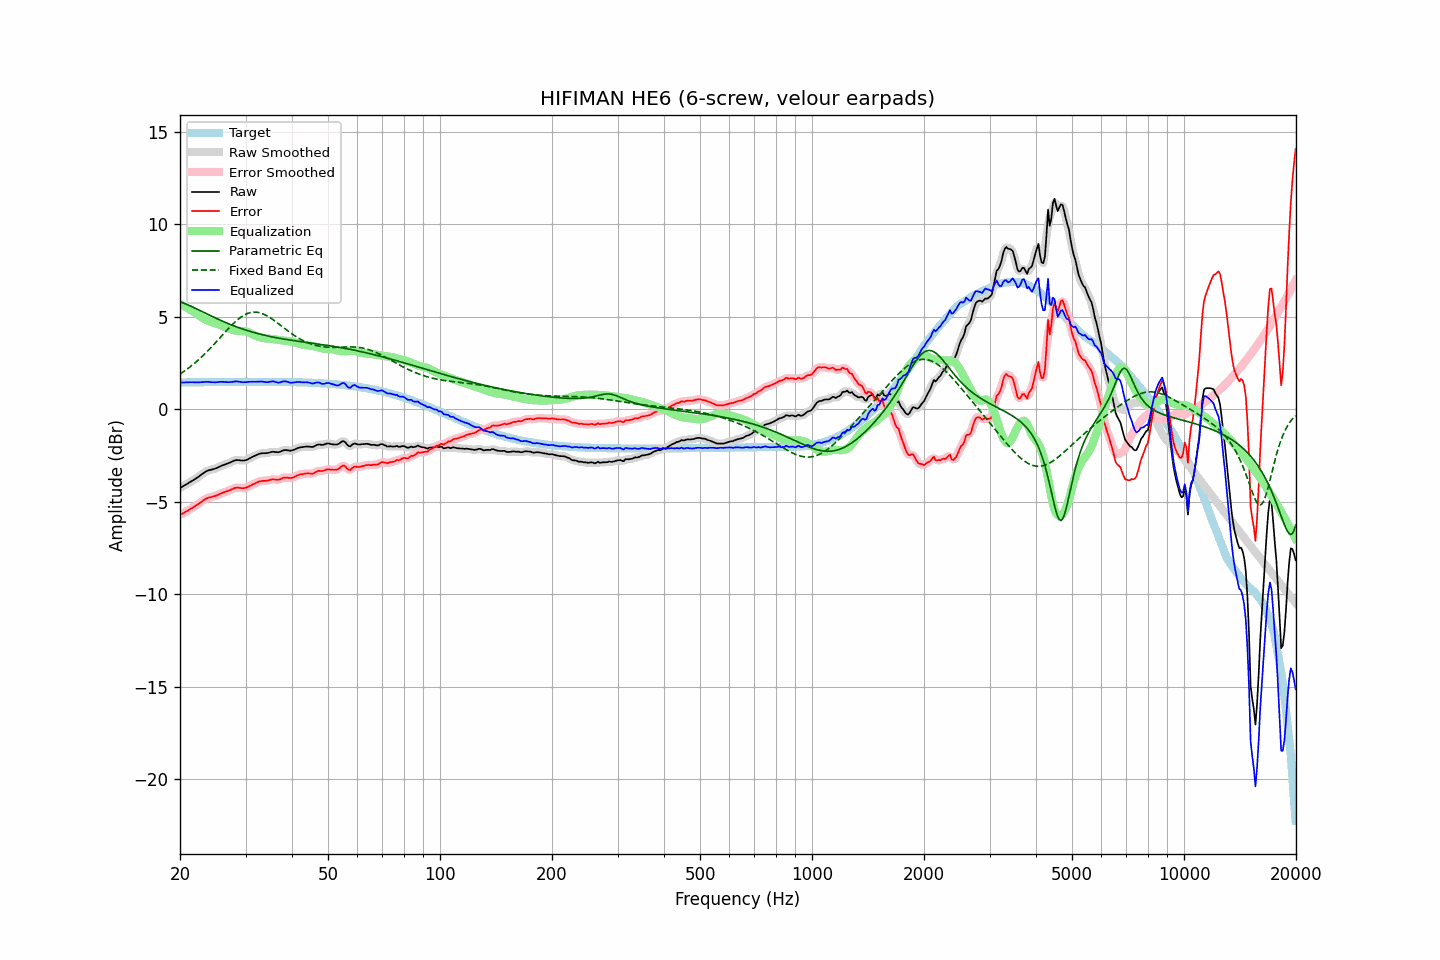 HIFIMAN HE6 (6-screw, velour earpads)
Target
Raw Smoothed
Error Smoothed
Raw
Error
Equalization
Parametric Eq
Fixed Band Eq
Equalized
15
10
5
0
−5
−10
−15
−20
Amplitude (dBr)
20 50 100 200 500 1000 2000 5000 10000 20000
Frequency (Hz)